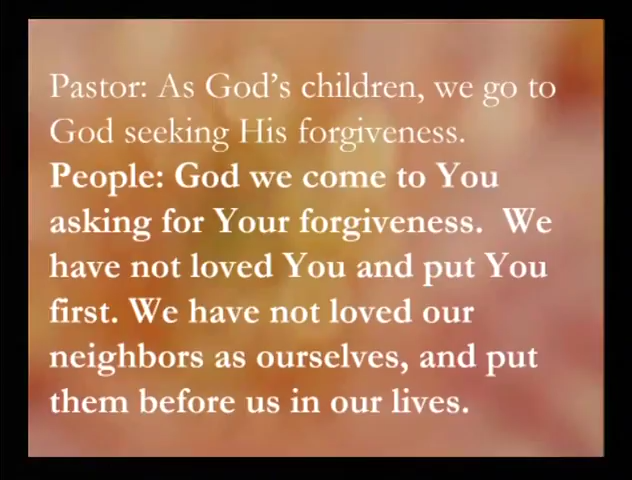 Pastor: As God's children, we go to
God seeking His forgiveness.
People: God we come to You
asking for Your forgiveness.  We
have not loved You and put You
first. We have not loved our
neighbors as ourselves, and put
them before us in our lives.